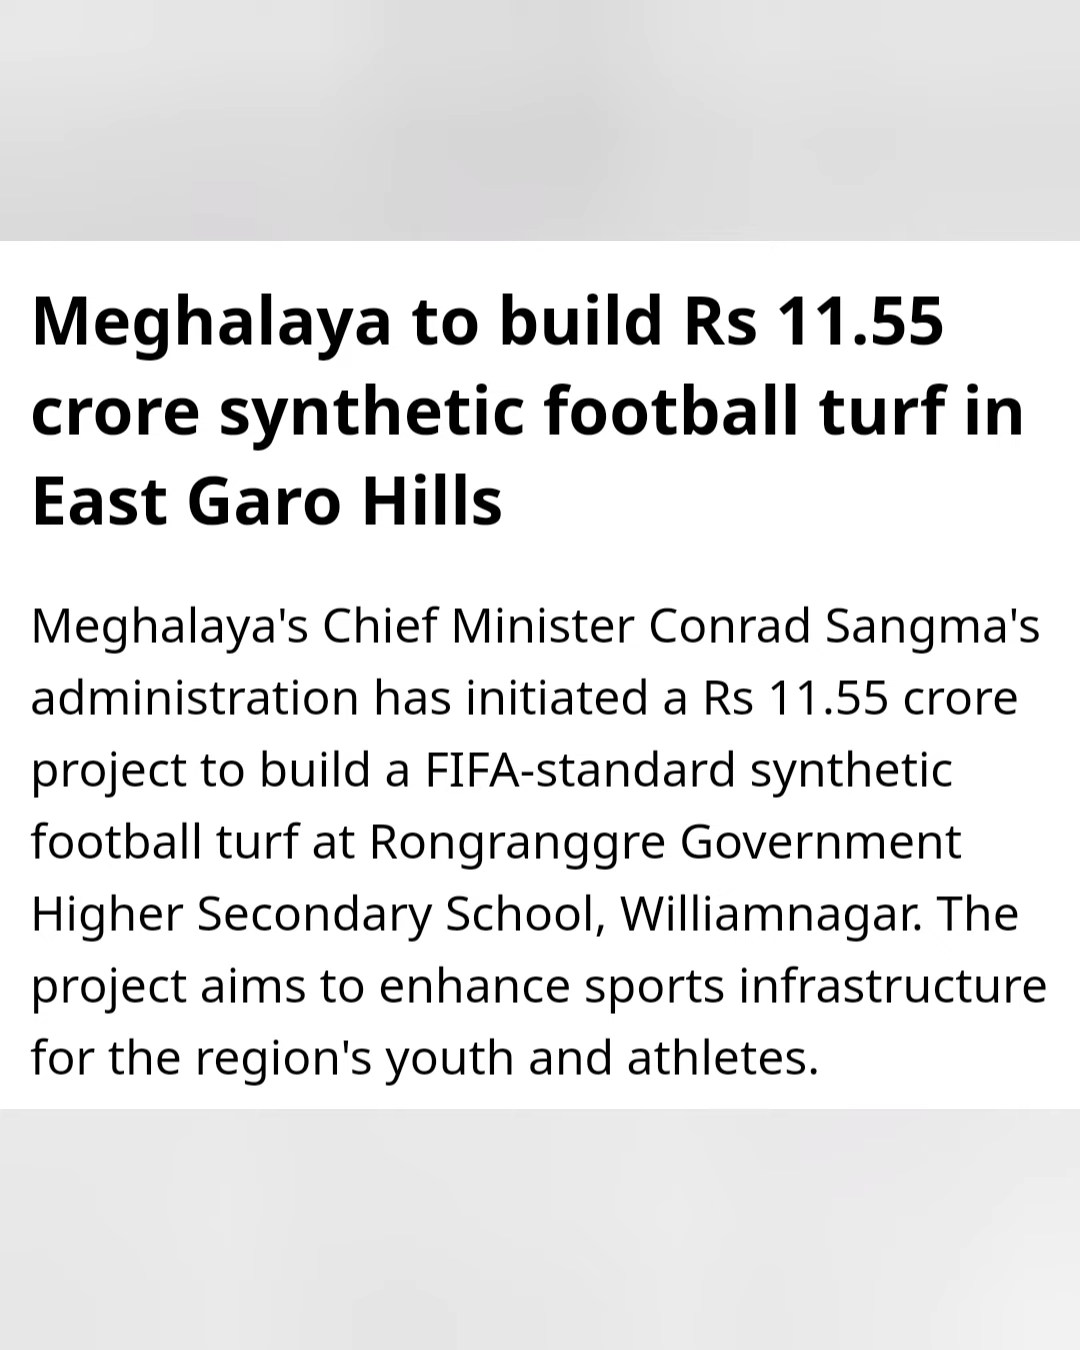 Meghalaya to build Rs 11.55
crore synthetic football turf in
East Garo Hills
Meghalaya's Chief Minister Conrad Sangma's
administration has initiated a Rs 11.55 crore
project to build a FIFA-standard synthetic
football turf at Rongranggre Government
Higher Secondary School, Williamnagar. The
project aims to enhance sports infrastructure
for the region's youth and athletes.